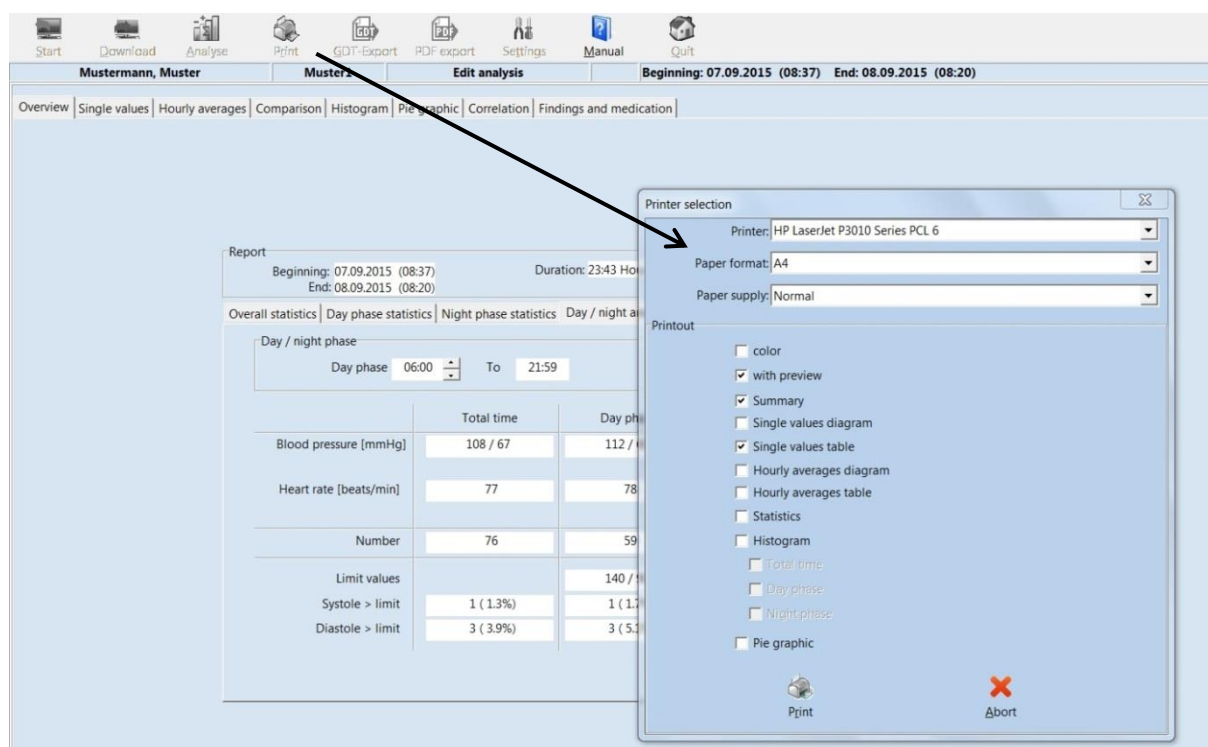 Start Download Analyse Print GDT-Export PDF export Settings Manual Quit
Mustermann, Muster Muster1 Edit analysis Beginning: 07.09.2015 (08:37) End: 08.09.2015 (08:20)
Overview Single values Hourly averages Comparison Histogram Pie graphic Correlation Findings and medication
Report
Beginning: 07.09.2015 (08:37) Duration: 23:43
End: 08.09.2015 (08:20)
Overall statistics Day phase statistics Night phase statistics Day / night
Day / night phase
Day phase 06:00 To 21:59
Total time Day
Blood pressure [mmHg] 108 / 67 112 /
Heart rate [beats/min] 77 78
Number 76 59
Limit values 140 /
Systole > limit 1 ( 1.3%) 1
Diastole > limit 3 ( 3.9%) 3
Printer selection
Printer: HP LaserJet P3010 Series PCL 6
Paper format: A4
Paper supply: Normal
Printout
color
with preview
Summary
Single values diagram
Single values table
Hourly averages diagram
Hourly averages table
Statistics
Histogram
Total time
Day phase
Night phase
Pie graphic
Print Abort